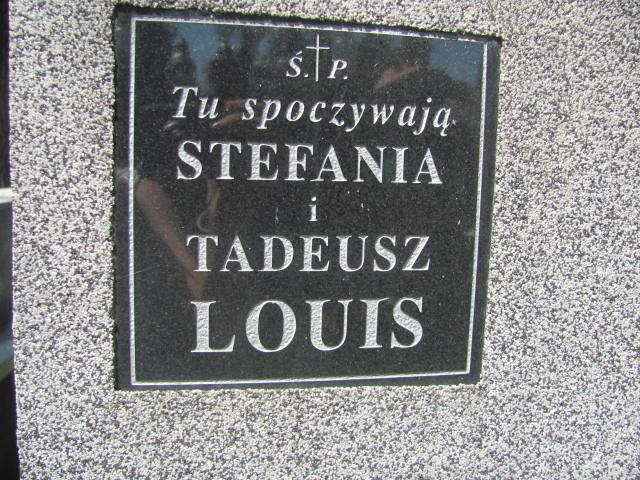 Ś. P.
Tu spoczywają
STEFANIA
i
TADEUSZ
LOUIS